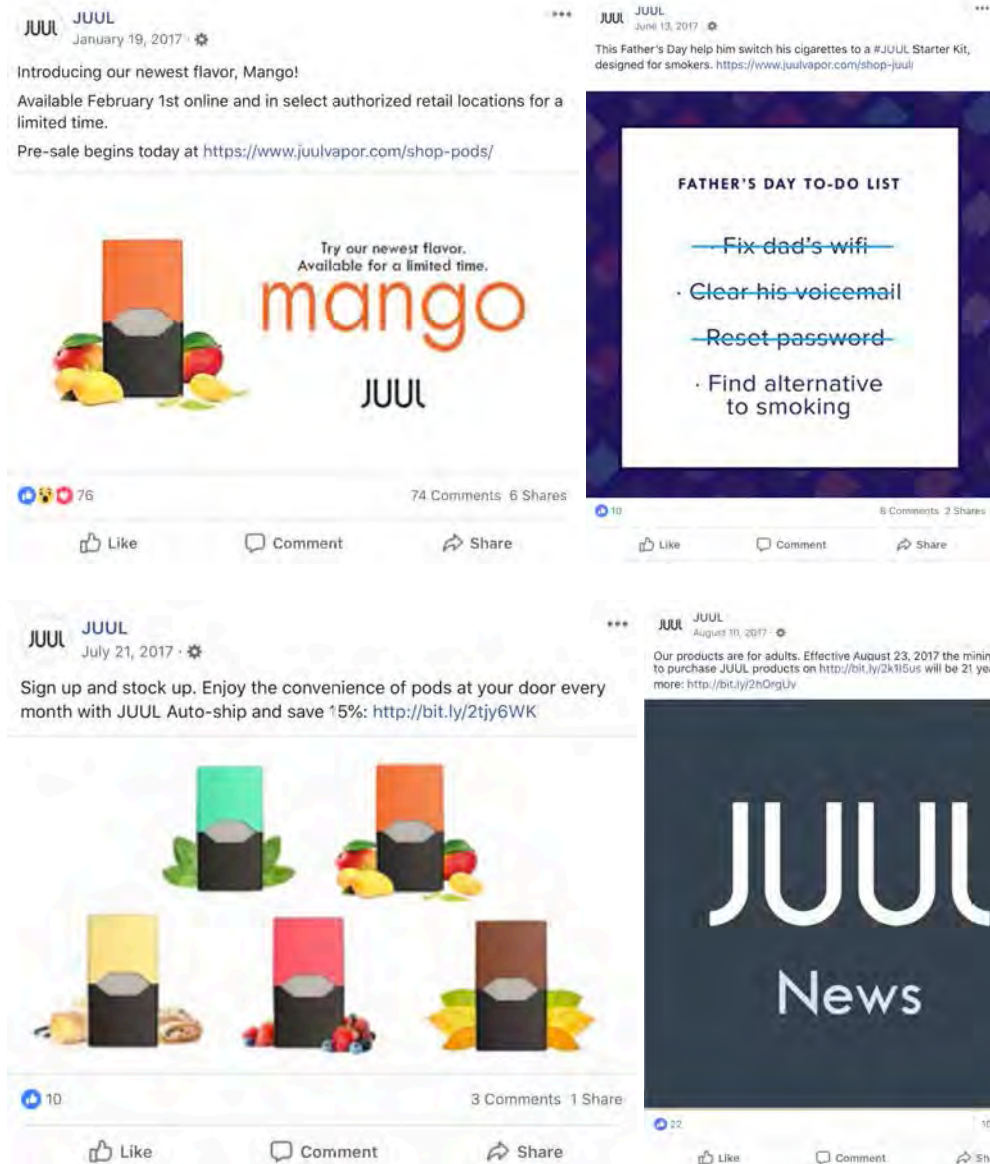 JUUL
JUUL
January 19, 2017
Introducing our newest flavor, Mango!
Available February 1st online and in select authorized retail locations for a
limited time.
Pre-sale begins today at https://www.juulvapor.com/shop-pods/
Try our newest flavor.
Available for a limited time.
mango
JUUL
76
74 Comments 6 Shares
Like
Comment
Share
JUUL
JUUL
June 13, 2017
This Father's Day help him switch his cigarettes to a #JUUL Starter Kit,
designed for smokers. https://www.juulvapor.com/shop-juul/
FATHER'S DAY TO-DO LIST
· Fix dad's wifi
· Clear his voicemail
· Reset password
· Find alternative
to smoking
10
8 Comments 2 Shares
Like
Comment
Share
JUUL
JUUL
July 21, 2017
Sign up and stock up. Enjoy the convenience of pods at your door every
month with JUUL Auto-ship and save 15%: http://bit.ly/2tjy6WK
10
3 Comments 1 Share
Like
Comment
Share
JUUL
JUUL
August 10, 2017
Our products are for adults. Effective August 23, 2017 the
to purchase JUUL products on will be 21
more: http://bit.ly/2hOrgUv
JUUL
News
22
Like
Comment